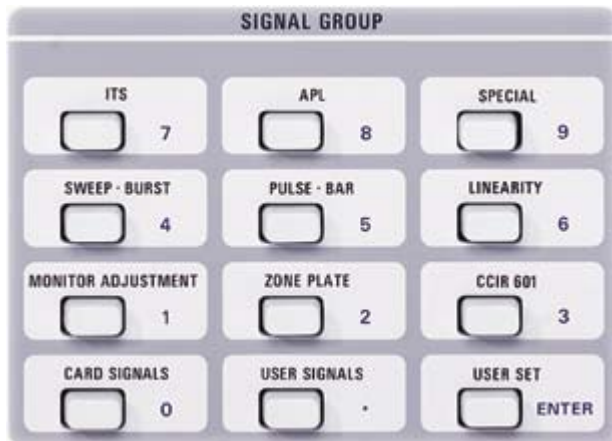 SIGNAL GROUP
ITS APL SPECIAL
7 8 9
SWEEP · BURST PULSE · BAR LINEARITY
4 5 6
MONITOR ADJUSTMENT ZONE PLATE CCIR 601
1 2 3
CARD SIGNALS USER SIGNALS USER SET
0 · ENTER